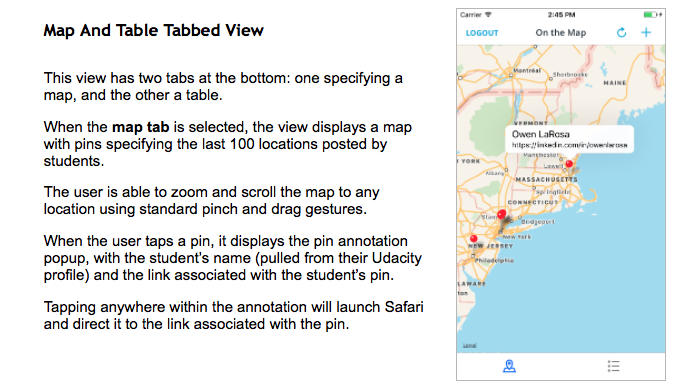 Map And Table Tabbed View
This view has two tabs at the bottom: one specifying a
map, and the other a table.
When the map tab is selected, the view displays a map
with pins specifying the last 100 locations posted by
students.
The user is able to zoom and scroll the map to any
location using standard pinch and drag gestures.
When the user taps a pin, it displays the pin annotation
popup, with the student's name (pulled from their Udacity
profile) and the link associated with the student's pin.
Tapping anywhere within the annotation will launch Safari
and direct it to the link associated with the pin.
Carrier 2:45 PM
LOGOUT On the Map
Montréal
Sherbrooke
MAINE
VERMONT
Owen LaRosa
https://linkedin.com/in/owenlarosa
Manchester
YORK
Lowell
Albany
MASSACHUSETTS
Springfield
CONNECTICUT
Stam
Bridgeport
New York
NEW JERSEY
Philadelphia
LAWARE
ton
Legal